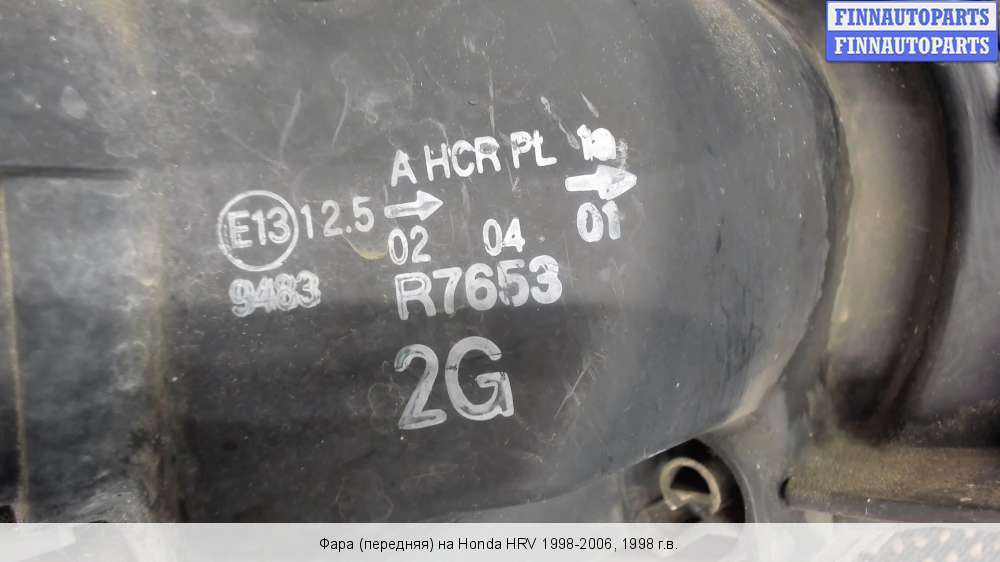 FINNAUTOPARTS
FINNAUTOPARTS
A HCR PL
E13 12.5
02 04 01
9483 R7653
2G
Фара (передняя) на Honda HRV 1998-2006, 1998 г.в.